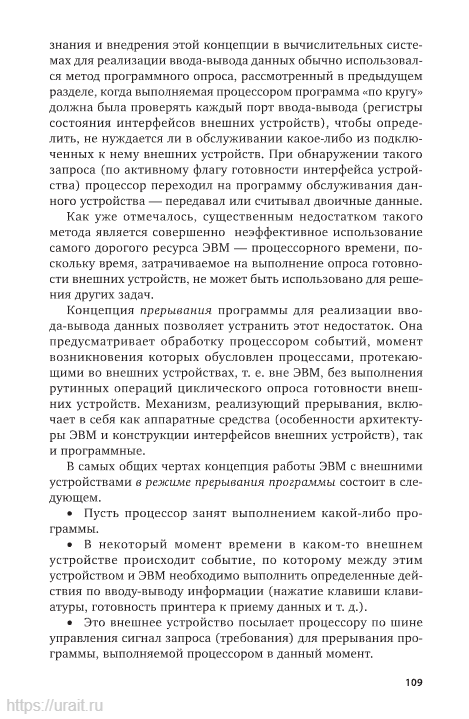 знания и внедрения этой концепции в вычислительных систе-
мах для реализации ввода-вывода данных обычно использовал-
ся метод программного опроса, рассмотренный в предыдущем
разделе, когда выполняемая процессором программа «по кругу»
должна была проверять каждый порт ввода-вывода (регистры
состояния интерфейсов внешних устройств), чтобы опреде-
лить, не нуждается ли в обслуживании какое-либо из подклю-
ченных к нему внешних устройств. При обнаружении такого
запроса (по активному флагу готовности интерфейса устрой-
ства) процессор переходил на программу обслуживания дан-
ного устройства — передавал или считывал двоичные данные.
Как уже отмечалось, существенным недостатком такого
метода является совершенно неэффективное использование
самого дорогого ресурса ЭВМ — процессорного времени, по-
скольку время, затрачиваемое на выполнение опроса готовно-
сти внешних устройств, не может быть использовано для реше-
ния других задач.
Концепция прерывания программы для реализации вво-
да-вывода данных позволяет устранить этот недостаток. Она
предусматривает обработку процессором событий, момент
возникновения которых обусловлен процессами, протекаю-
щими во внешних устройствах, т. е. вне ЭВМ, без выполнения
рутинных операций циклического опроса готовности внеш-
них устройств. Механизм, реализующий прерывания, вклю-
чает в себя как аппаратные средства (особенности архитекту-
ры ЭВМ и конструкции интерфейсов внешних устройств), так
и программные.
В самых общих чертах концепция работы ЭВМ с внешними
устройствами в режиме прерывания программы состоит в сле-
дующем.
• Пусть процессор занят выполнением какой-либо про-
граммы.
• В некоторый момент времени в каком-то внешнем
устройстве происходит событие, по которому между этим
устройством и ЭВМ необходимо выполнить определенные дей-
ствия по вводу-выводу информации (нажатие клавиши клави-
атуры, готовность принтера к приему данных и т. д.).
• Это внешнее устройство посылает процессору по шине
управления сигнал запроса (требования) для прерывания про-
граммы, выполняемой процессором в данный момент.
109
https://urait.ru